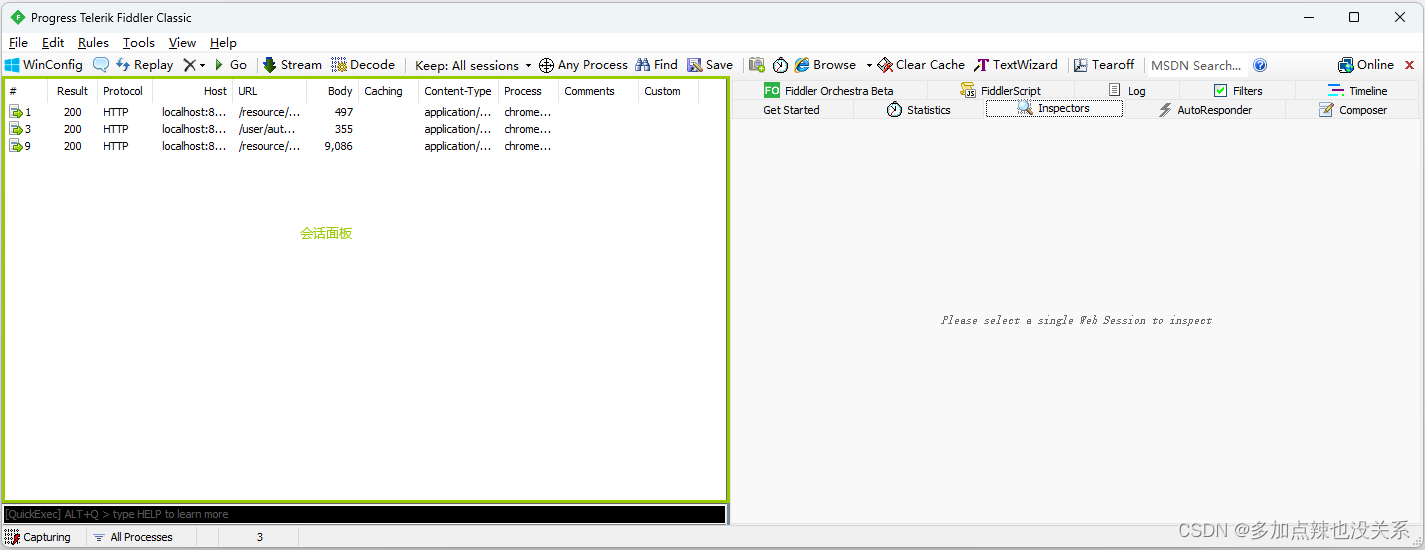 Progress Telerik Fiddler Classic
File Edit Rules Tools View Help
WinConfig Replay Go Stream Decode Keep: All sessions Any Process Find Save Browse Clear Cache TextWizard Tearoff MSDN Search... Online
# Result Protocol Host URL Body Caching Content-Type Process Comments Custom
1 200 HTTP localhost:8... /resource/... 497 application/... chrome...
3 200 HTTP localhost:8... /user/aut... 355 application/... chrome...
9 200 HTTP localhost:8... /resource/... 9,086 application/... chrome...
会话面板
FO Fiddler Orchestra Beta FiddlerScript Log Filters Timeline
Get Started Statistics Inspectors AutoResponder Composer
Please select a single Web Session to inspect
[QuickExec] ALT+Q > type HELP to learn more
Capturing All Processes 3
CSDN @多加点辣也没关系